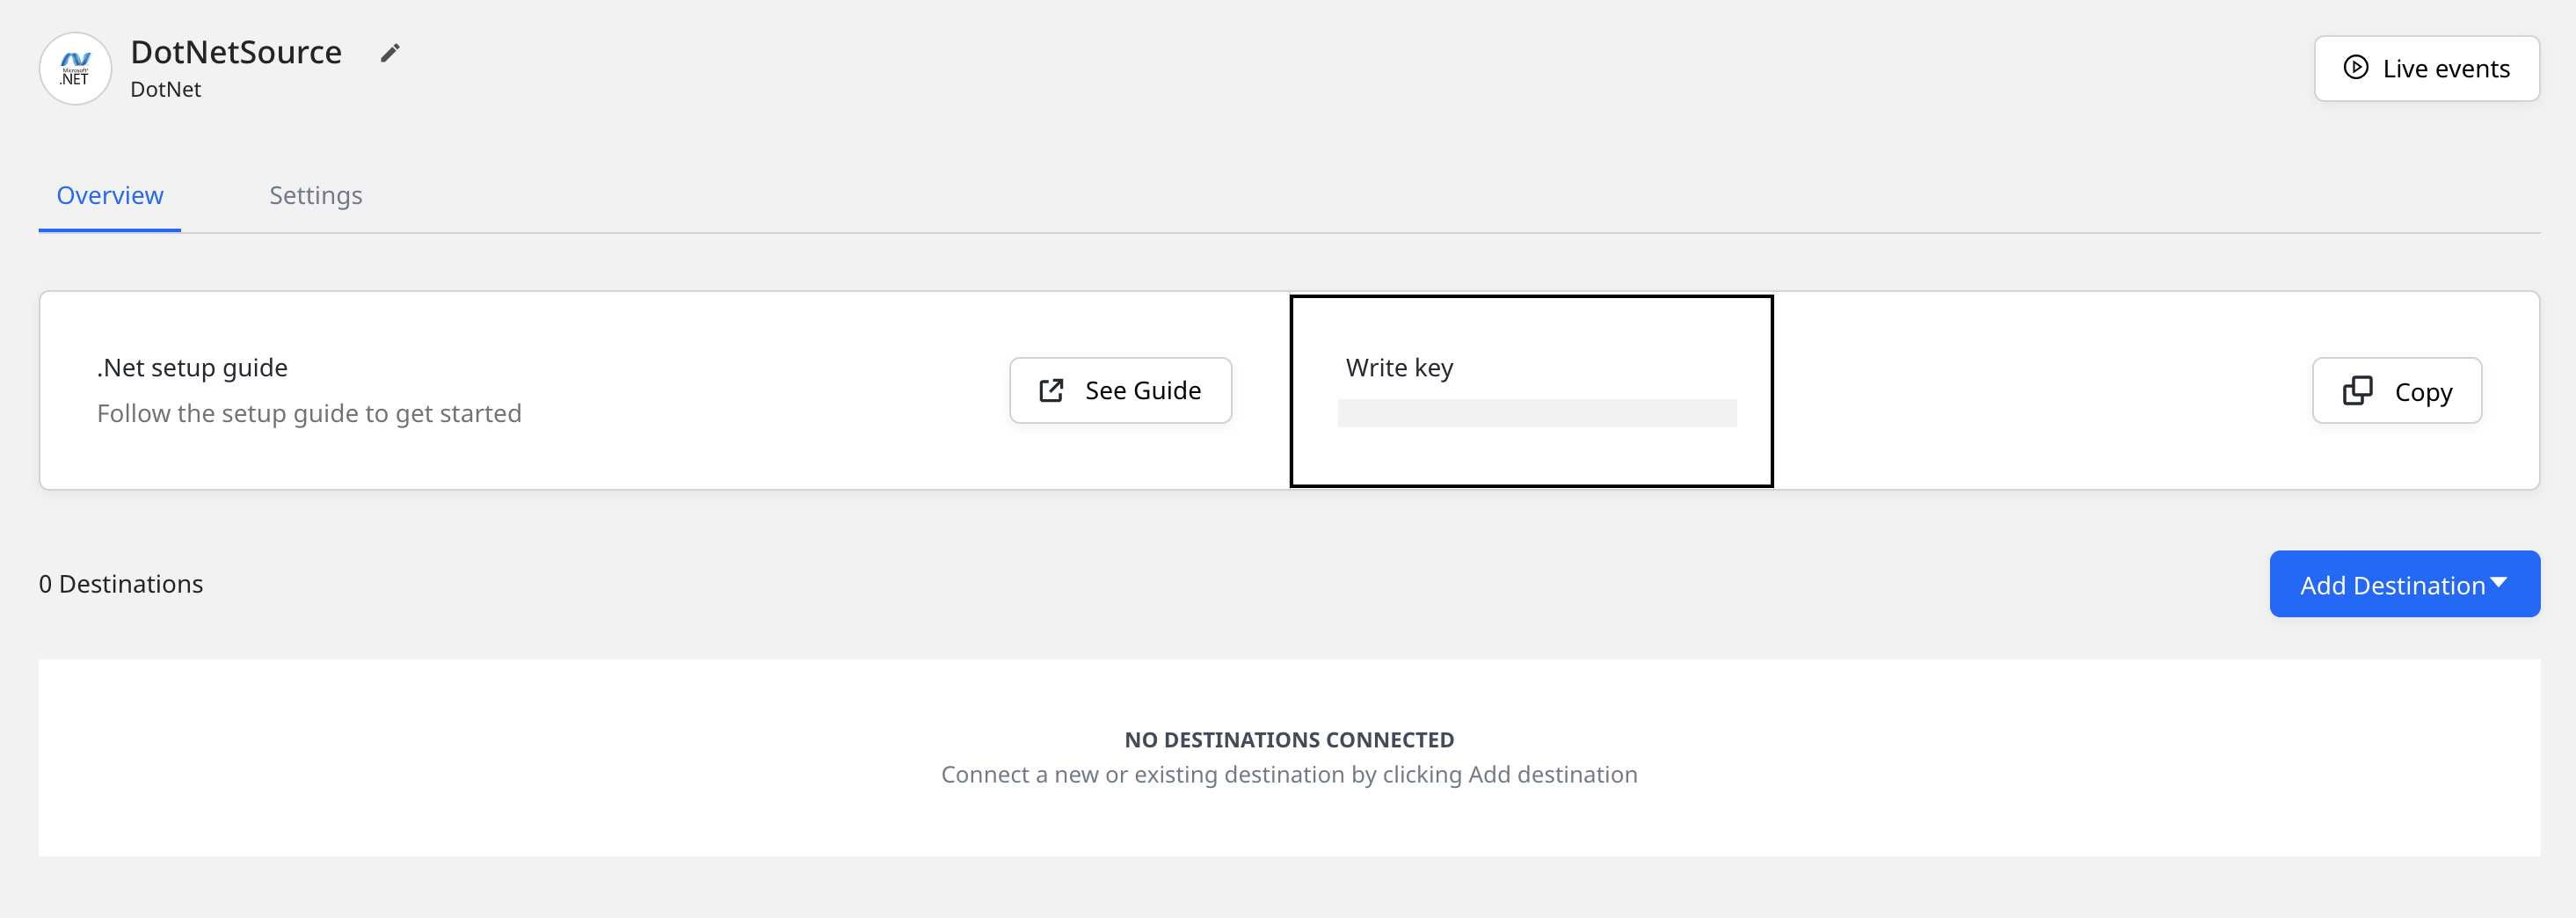 DotNetSource
Microsoft
.NET
DotNet
Live events
Overview
Settings
.Net setup guide
Follow the setup guide to get started
See Guide
Write key
Copy
0 Destinations
Add Destination
NO DESTINATIONS CONNECTED
Connect a new or existing destination by clicking Add destination